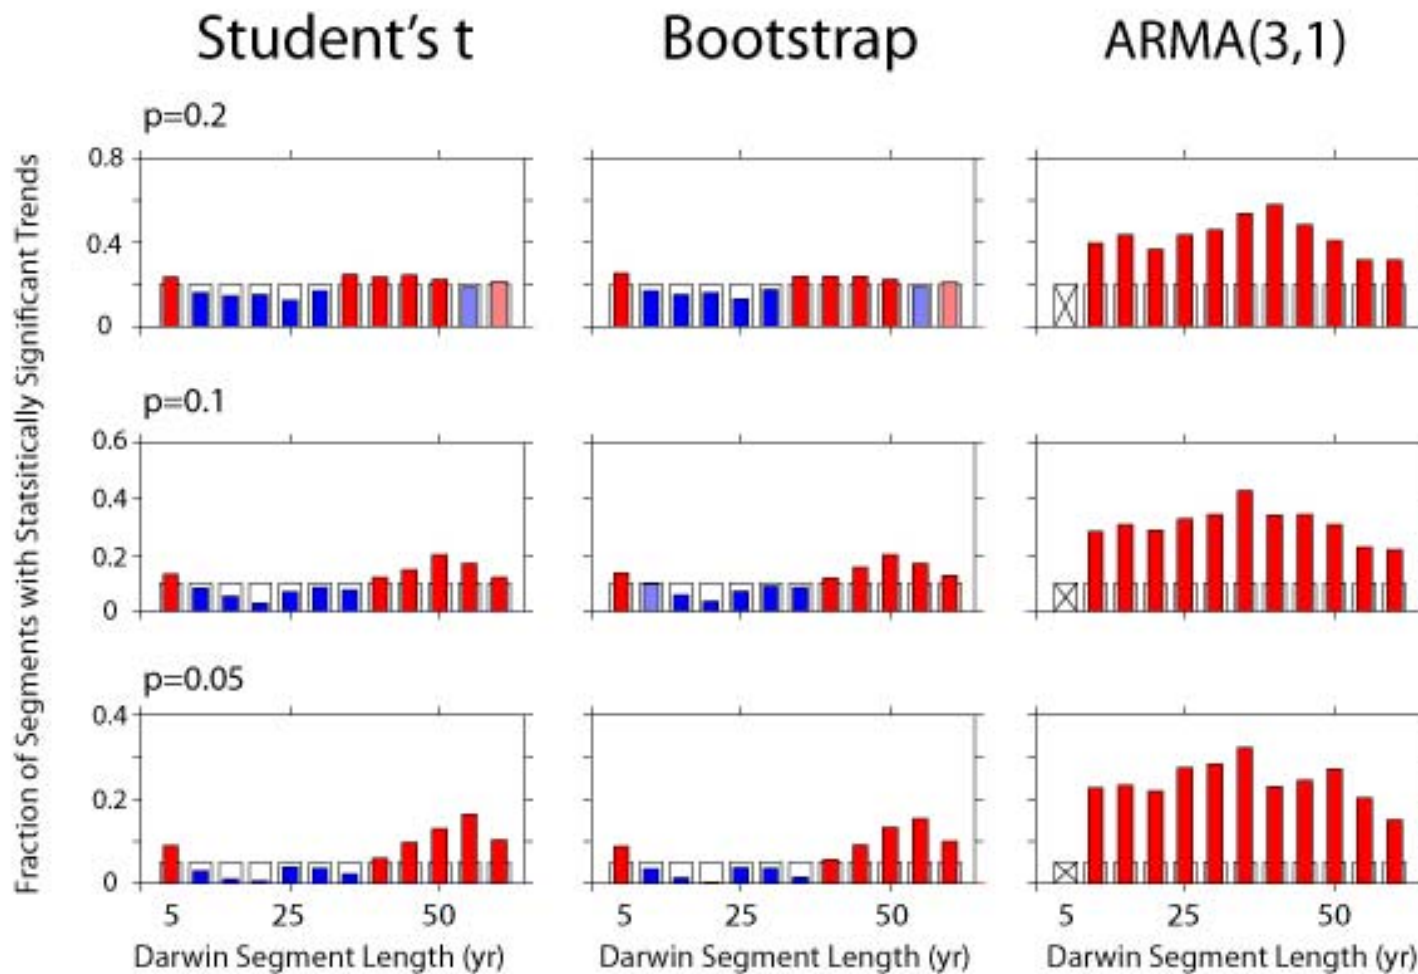 Student's t
Bootstrap
ARMA(3,1)
Fraction of Segments with Statsitically Significant Trends
p=0.2
0.8
0.4
0
p=0.1
0.6
0.4
0.2
0
p=0.05
0.4
0.2
0
5 25 50
5 25 50
5 25 50
Darwin Segment Length (yr)
Darwin Segment Length (yr)
Darwin Segment Length (yr)